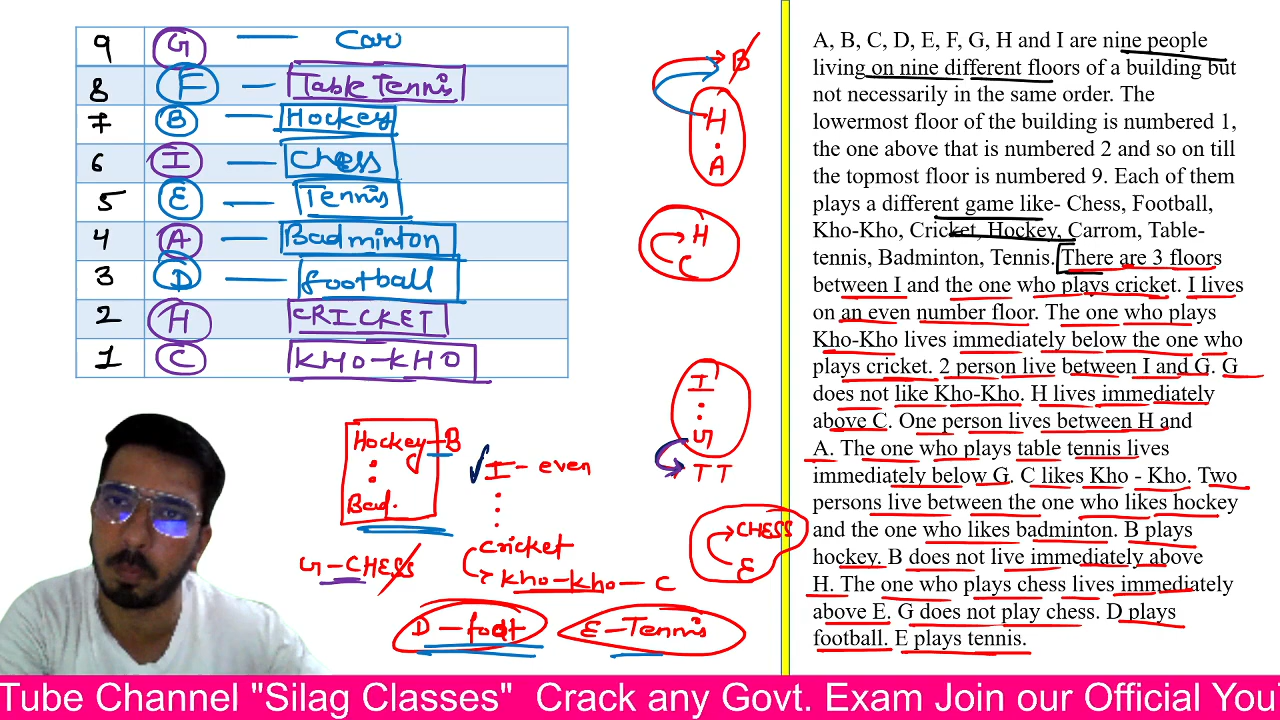 9 G — Caro
8 F — Table Tennis
7 B — Hockey
6 I — Chess
5 E — Tennis
4 A — Badminton
3 D — football
2 H — CRICKET
1 C — KHO-KHO
B
H
.
A
H
C
I
.
.
G
TT
CHESS
E
Hockey-B
.
.
Bad.
I - even
.
.
.
Cricket
Kho-Kho - C
G-CHESS
D - foot
E-Tennis
A, B, C, D, E, F, G, H and I are nine people
living on nine different floors of a building but
not necessarily in the same order. The
lowermost floor of the building is numbered 1,
the one above that is numbered 2 and so on till
the topmost floor is numbered 9. Each of them
plays a different game like- Chess, Football,
Kho-Kho, Cricket, Hockey, Carrom, Table-
tennis, Badminton, Tennis. There are 3 floors
between I and the one who plays cricket. I lives
on an even number floor. The one who plays
Kho-Kho lives immediately below the one who
plays cricket. 2 person live between I and G. G
does not like Kho-Kho. H lives immediately
above C. One person lives between H and
A. The one who plays table tennis lives
immediately below G. C likes Kho - Kho. Two
persons live between the one who likes hockey
and the one who likes badminton. B plays
hockey. B does not live immediately above
H. The one who plays chess lives immediately
above E. G does not play chess. D plays
football. E plays tennis.
Tube Channel "Silag Classes" Crack any Govt. Exam Join our Official You